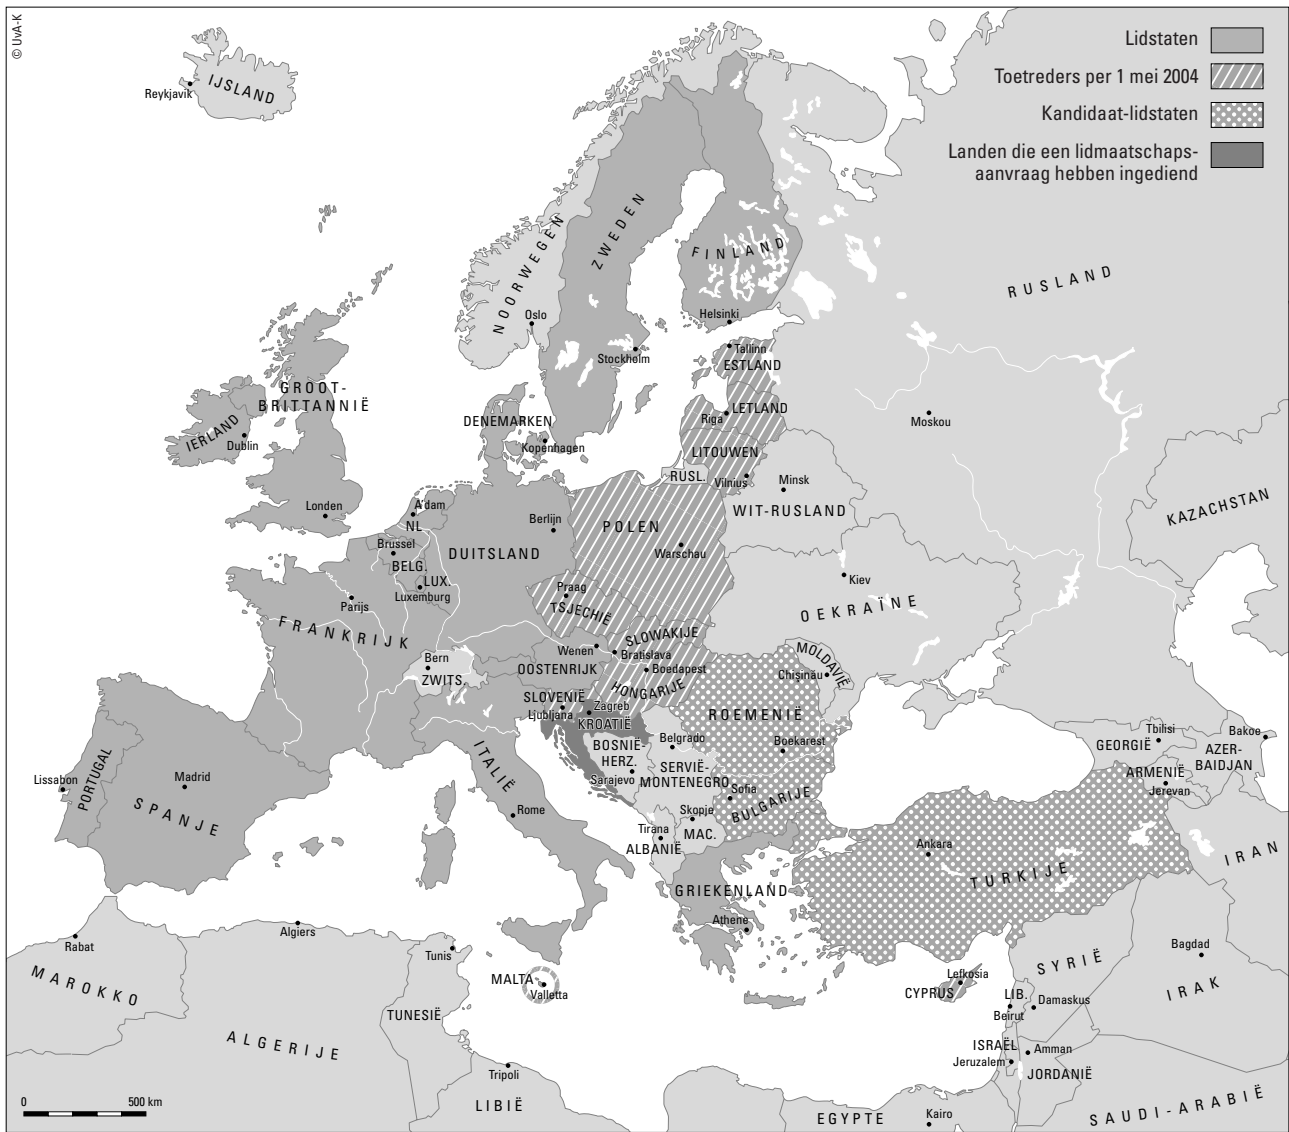 © UvA-K
Lidstaten
Toetreders per 1 mei 2004
Kandidaat-lidstaten
Landen die een lidmaatschaps-
aanvraag hebben ingediend
IJSLAND
Reykjavik
NOORWEGEN
ZWEDEN
FINLAND
RUSLAND
Oslo
Helsinki
Stockholm
Tallinn
ESTLAND
GROOT-
BRITTANNIË
IERLAND
Dublin
DENEMARKEN
Kopenhagen
Riga
LETLAND
LITOUWEN
RUSL.
Vilnius
Moskou
Minsk
WIT-RUSLAND
KAZACHSTAN
Londen
A'dam
NL
Berlijn
POLEN
Warschau
Brussel
BELG.
DUITSLAND
LUX.
Luxemburg
Parijs
Praag
TSJECHIË
Kiev
OEKRAÏNE
FRANKRIJK
SLOWAKIJE
Wenen
Bratislava
Bern
ZWITS.
OOSTENRIJK
Boedapest
HONGARIJE
MOLDAVIË
Chişinău
SLOVENIË
Ljubljana
Zagreb
KROATIË
ROEMENIË
Boekarest
BOSNIË-
HERZ.
Sarajevo
Belgrado
SERVIË-
MONTENEGRO
Sofia
BULGARIJE
Tbilisi
GEORGIË
Bakoe
AZER-
BAIDJAN
ARMENIË
Jerevan
ITALIË
Rome
PORTUGAL
Lissabon
Madrid
SPANJE
Skopje
MAC.
Tirana
ALBANIË
GRIEKENLAND
Athene
Ankara
TURKIJE
IRAN
Rabat
MAROKKO
Algiers
ALGERIJE
Tunis
TUNESIË
MALTA
Valletta
Lefkosia
CYPRUS
SYRIË
Bagdad
IRAK
LIB.
Beirut
Damaskus
ISRAËL
Jeruzalem
Amman
JORDANIË
Tripoli
LIBIË
EGYPTE
Kairo
SAUDI-ARABIË
0 500 km